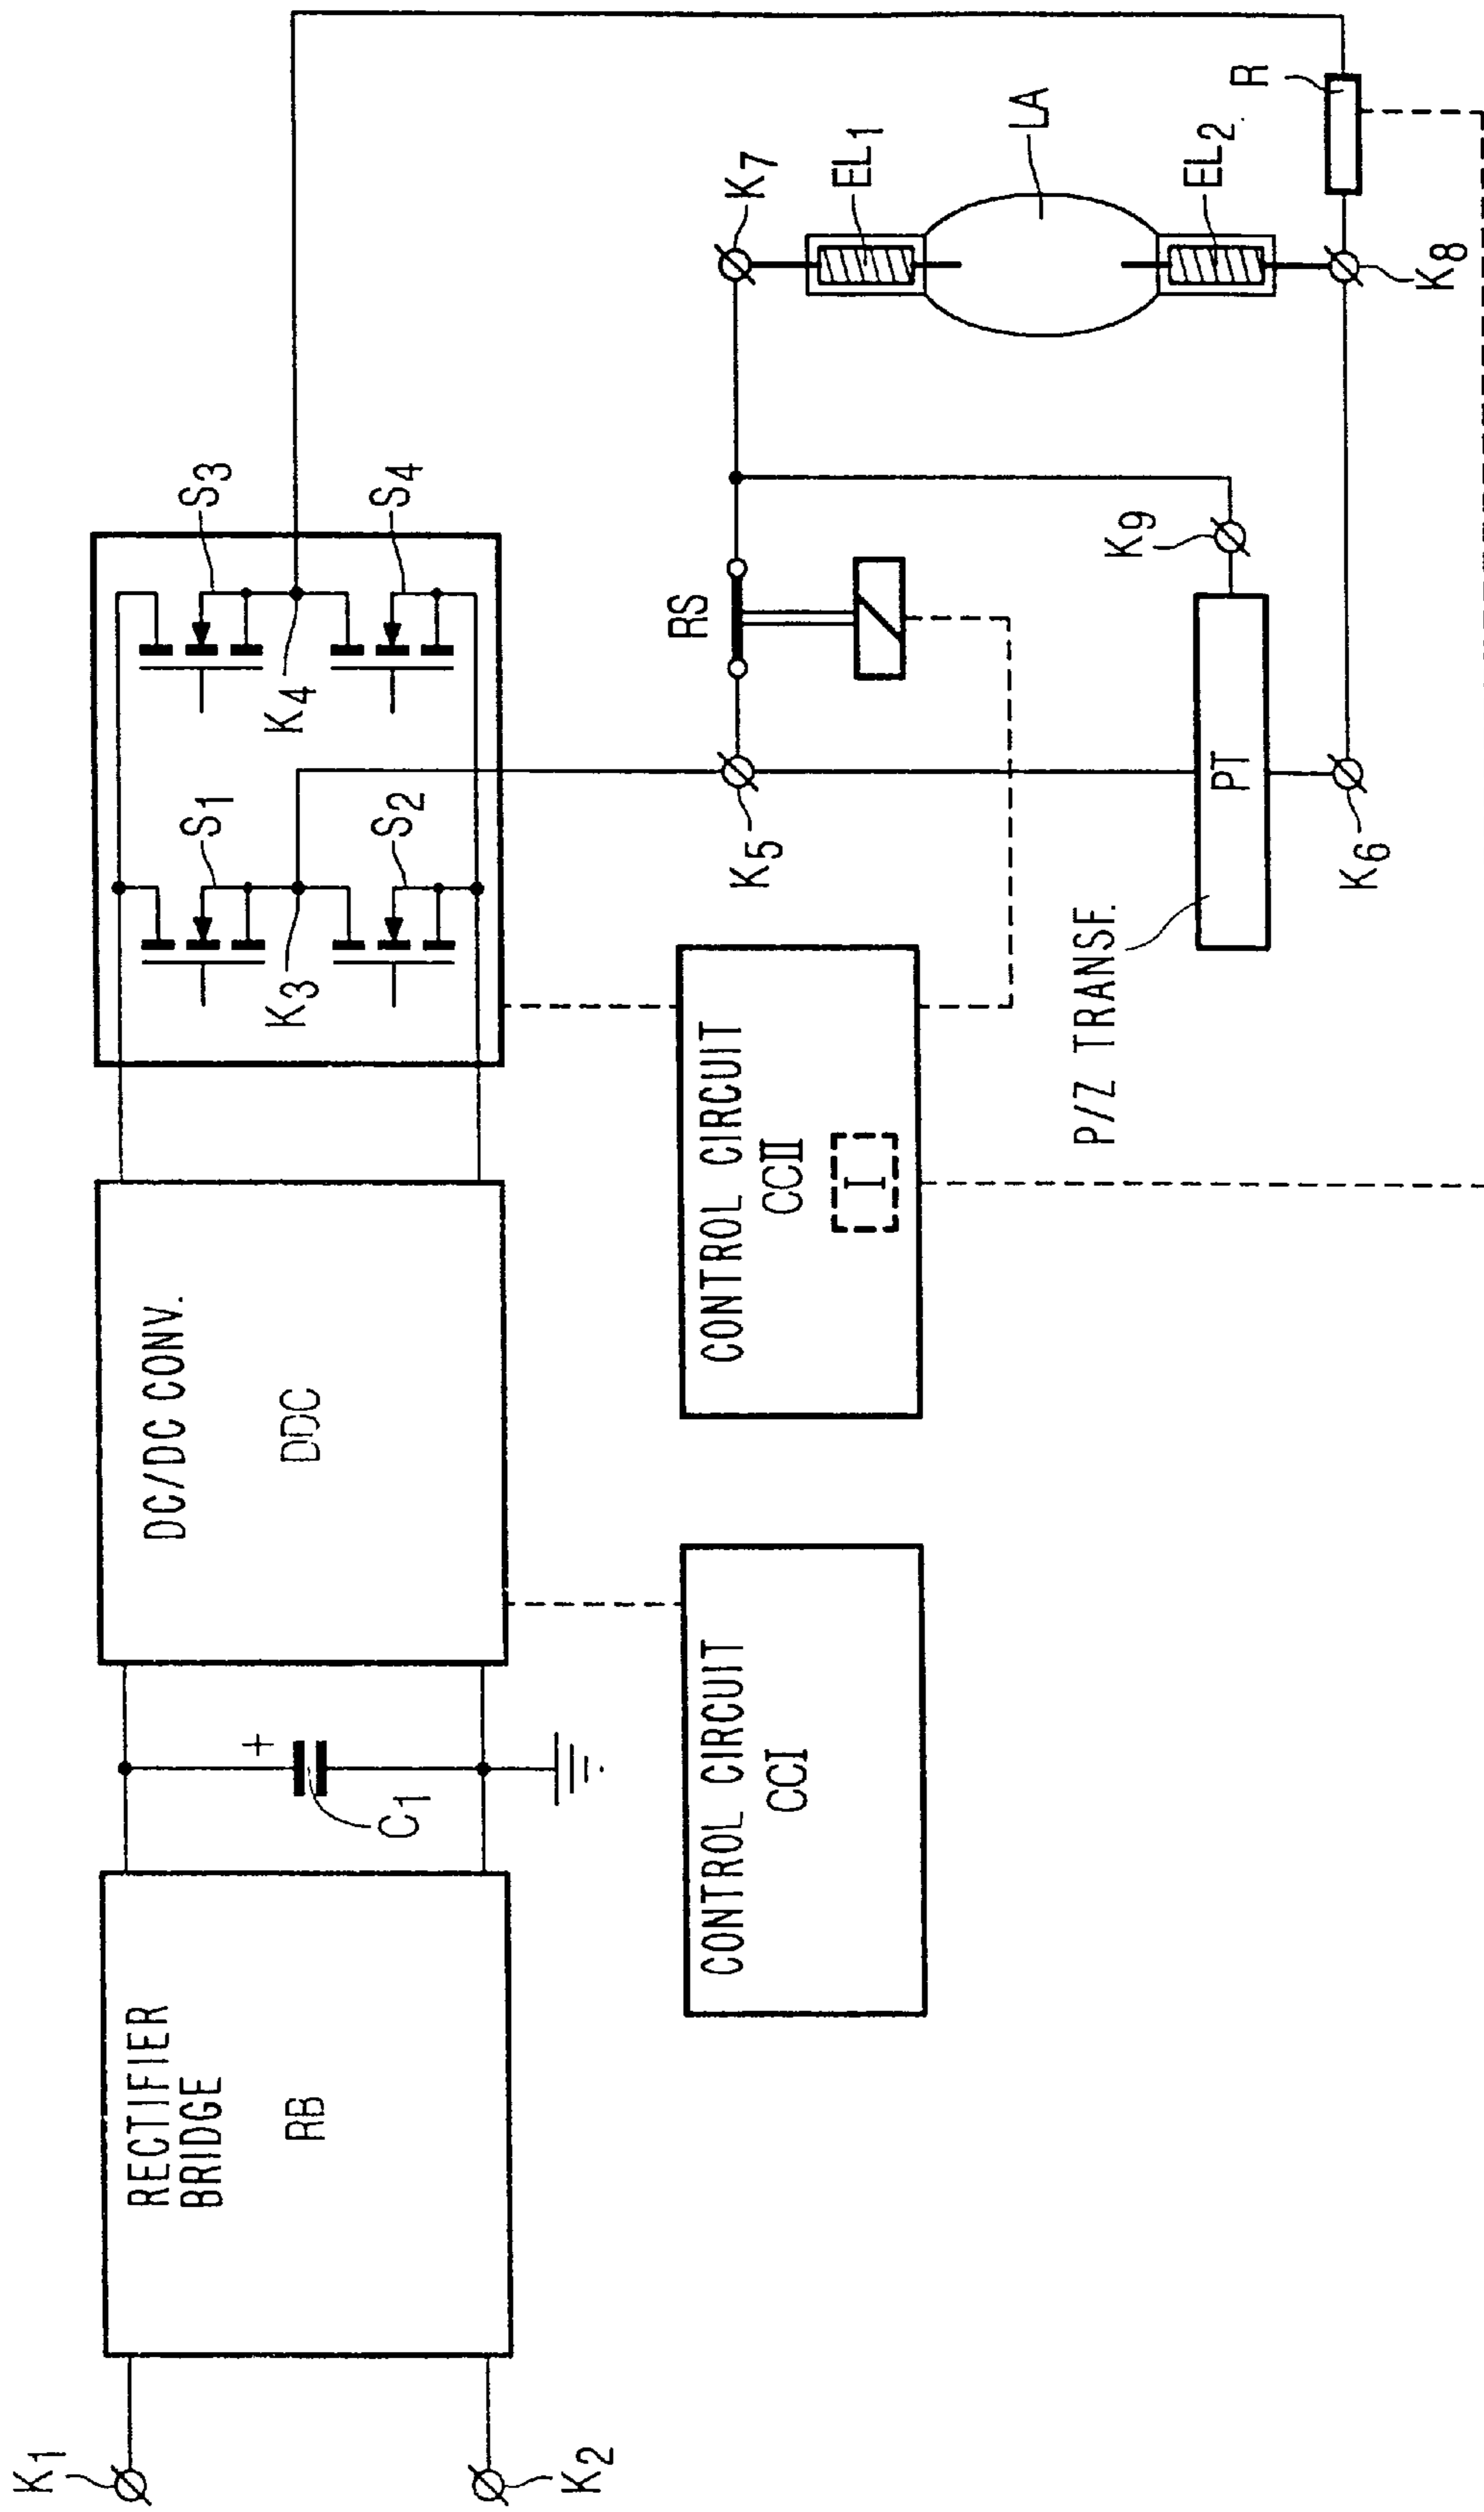 K1
K2
RECTIFIER
BRIDGE
RB
C1
+
DC/DC CONV.
DDC
S1
S2
S3
S4
K3
K4
CONTROL CIRCUIT
CCI
CONTROL CIRCUIT
CCII
I
K5
RS
K7
EL1
LA
EL2
R
K8
K9
PT
P/Z TRANSF.
K6